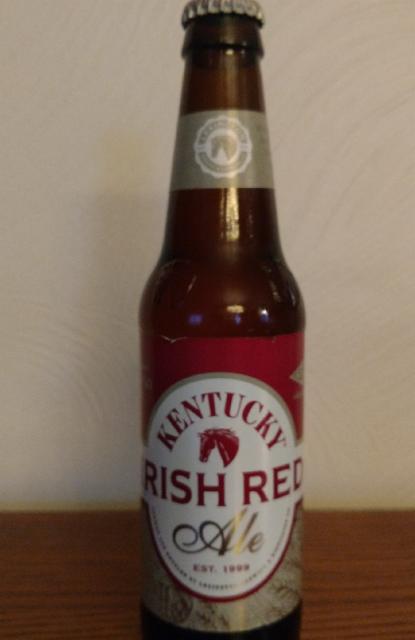 KENTUCKY
RISH RED
Ale
EST. 1999